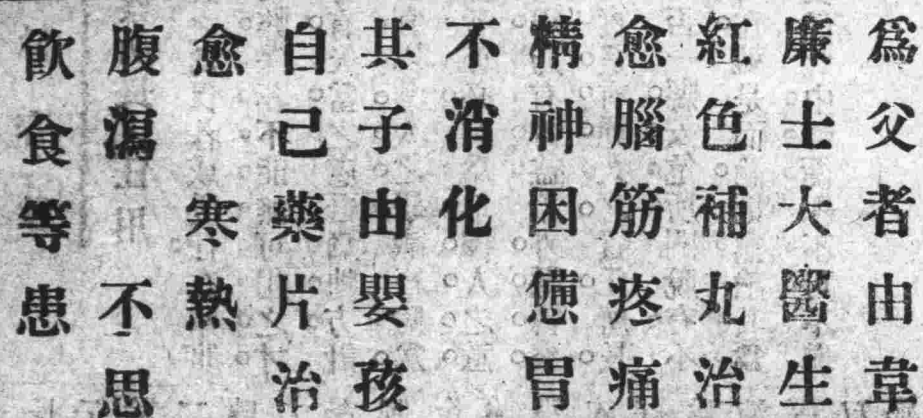 爲父者由韋
廉士大醫生
紅色補丸治
愈腦筋疼痛
精神困憊胃
不消化
其子由嬰孩
自己藥片治
愈 寒熱
腹瀉 不思
飲食等患